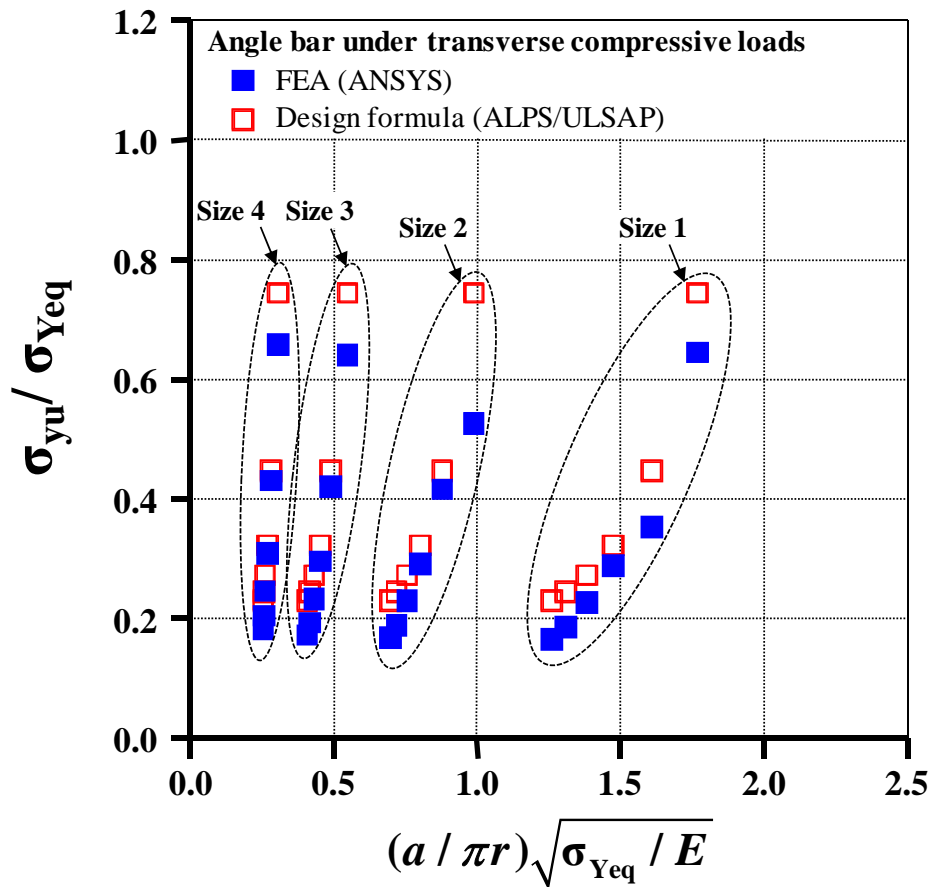 1.2
Angle bar under transverse compressive loads
FEA (ANSYS)
Design formula (ALPS/ULSAP)
1.0
Size 4
Size 3
Size 2
Size 1
0.8
0.6
0.4
0.2
0.0
σyu/ σYeq
0.0 0.5 1.0 1.5 2.0 2.5
(a / πr)√σYeq / E